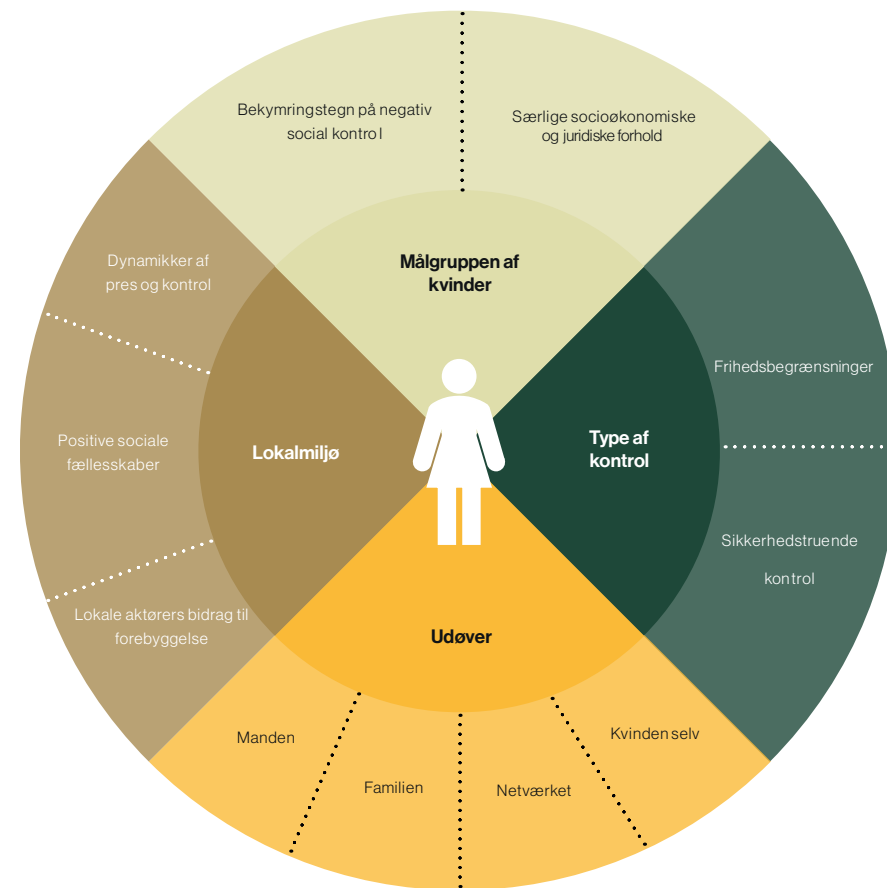 Bekymringstegn på negativ
social kontrol
Særlige socioøkonomiske
og juridiske forhold
Målgruppen af
kvinder
Dynamikker af
pres og kontrol
Positive sociale
fællesskaber
Lokale aktørers bidrag til
forebyggelse
Lokalmiljø
Type af
kontrol
Frihedsbegrænsninger
Sikkerhedstruende
kontrol
Udøver
Manden
Familien
Netværket
Kvinden selv